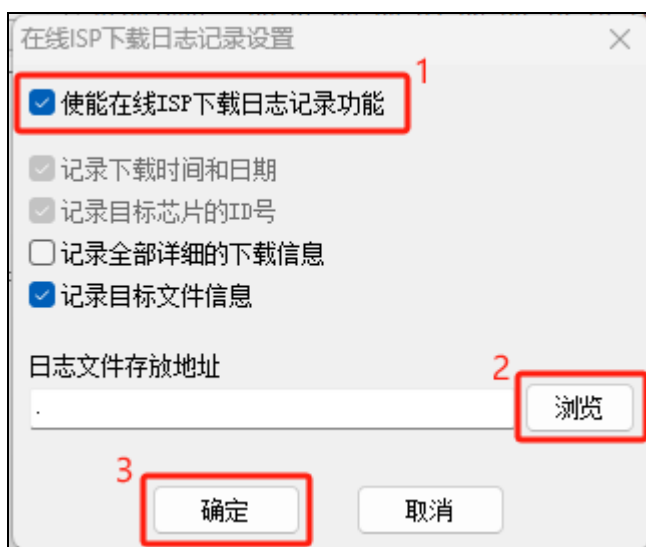 在线ISP下载日志记录设置
1
使能在线ISP下载日志记录功能
记录下载时间和日期
记录目标芯片的ID号
记录全部详细的下载信息
记录目标文件信息
日志文件存放地址
2
.
浏览
3
确定
取消